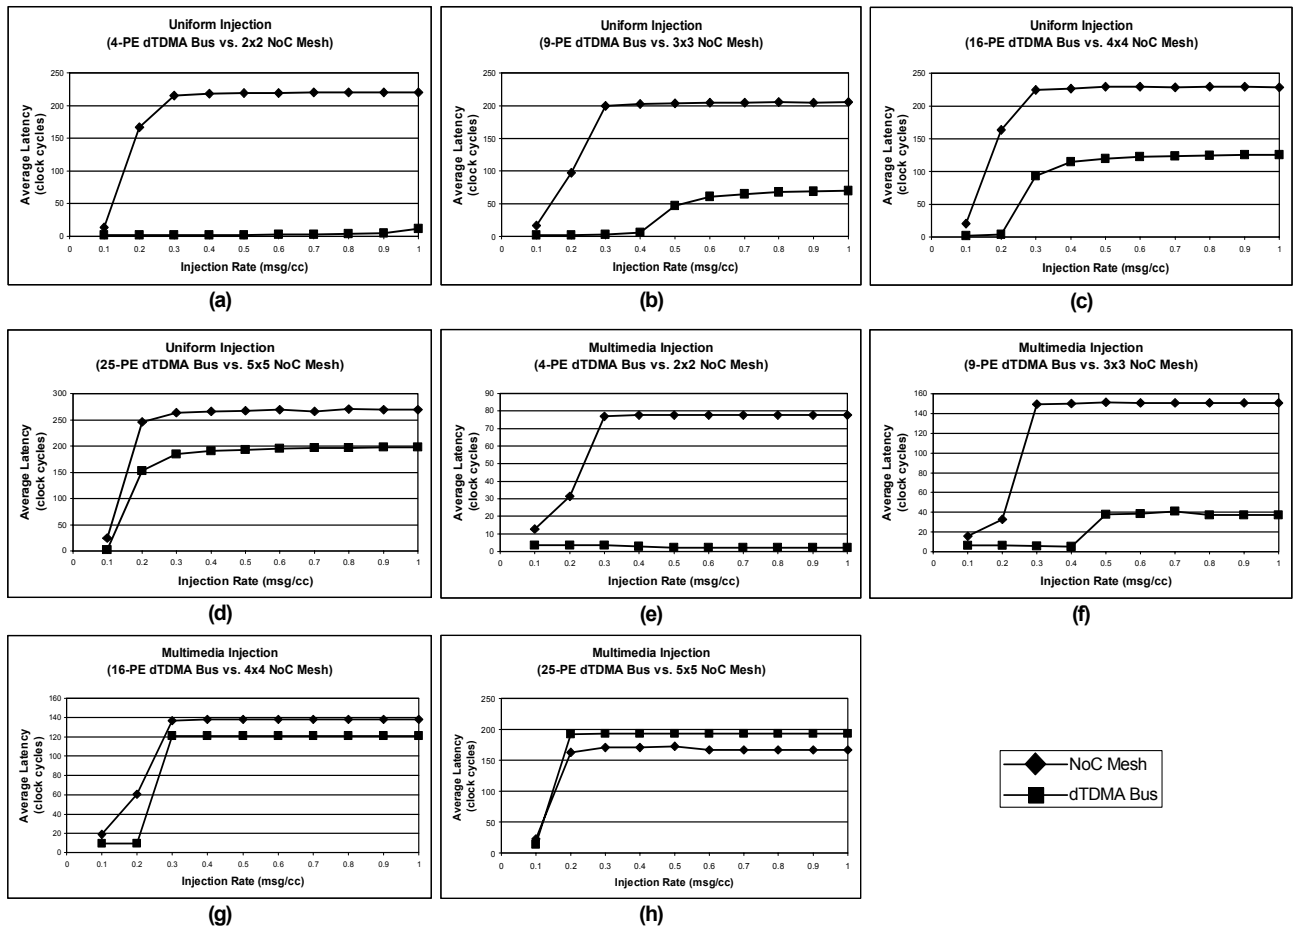 Uniform Injection
(4-PE dTDMA Bus vs. 2x2 NoC Mesh)
Average Latency
(clock cycles)
250
200
150
100
50
0
0 0.1 0.2 0.3 0.4 0.5 0.6 0.7 0.8 0.9 1
Injection Rate (msg/cc)
(a)
Uniform Injection
(9-PE dTDMA Bus vs. 3x3 NoC Mesh)
Average Latency
(clock cycles)
250
200
150
100
50
0
0 0.1 0.2 0.3 0.4 0.5 0.6 0.7 0.8 0.9 1
Injection Rate (msg/cc)
(b)
Uniform Injection
(16-PE dTDMA Bus vs. 4x4 NoC Mesh)
Average Latency
(clock cycles)
250
200
150
100
50
0
0 0.1 0.2 0.3 0.4 0.5 0.6 0.7 0.8 0.9 1
Injection Rate (msg/cc)
(c)
Uniform Injection
(25-PE dTDMA Bus vs. 5x5 NoC Mesh)
Average Latency
(clock cycles)
300
250
200
150
100
50
0
0 0.1 0.2 0.3 0.4 0.5 0.6 0.7 0.8 0.9 1
Injection Rate (msg/cc)
(d)
Multimedia Injection
(4-PE dTDMA Bus vs. 2x2 NoC Mesh)
Average Latency
(clock cycles)
90
80
70
60
50
40
30
20
10
0
0 0.1 0.2 0.3 0.4 0.5 0.6 0.7 0.8 0.9 1
Injection Rate (msg/cc)
(e)
Multimedia Injection
(9-PE dTDMA Bus vs. 3x3 NoC Mesh)
Average Latency
(clock cycles)
160
140
120
100
80
60
40
20
0
0 0.1 0.2 0.3 0.4 0.5 0.6 0.7 0.8 0.9 1
Injection Rate (msg/cc)
(f)
Multimedia Injection
(16-PE dTDMA Bus vs. 4x4 NoC Mesh)
Average Latency
(clock cycles)
160
140
120
100
80
60
40
20
0
0 0.1 0.2 0.3 0.4 0.5 0.6 0.7 0.8 0.9 1
Injection Rate (msg/cc)
(g)
Multimedia Injection
(25-PE dTDMA Bus vs. 5x5 NoC Mesh)
Average Latency
(clock cycles)
250
200
150
100
50
0
0 0.1 0.2 0.3 0.4 0.5 0.6 0.7 0.8 0.9 1
Injection Rate (msg/cc)
(h)
NoC Mesh
dTDMA Bus